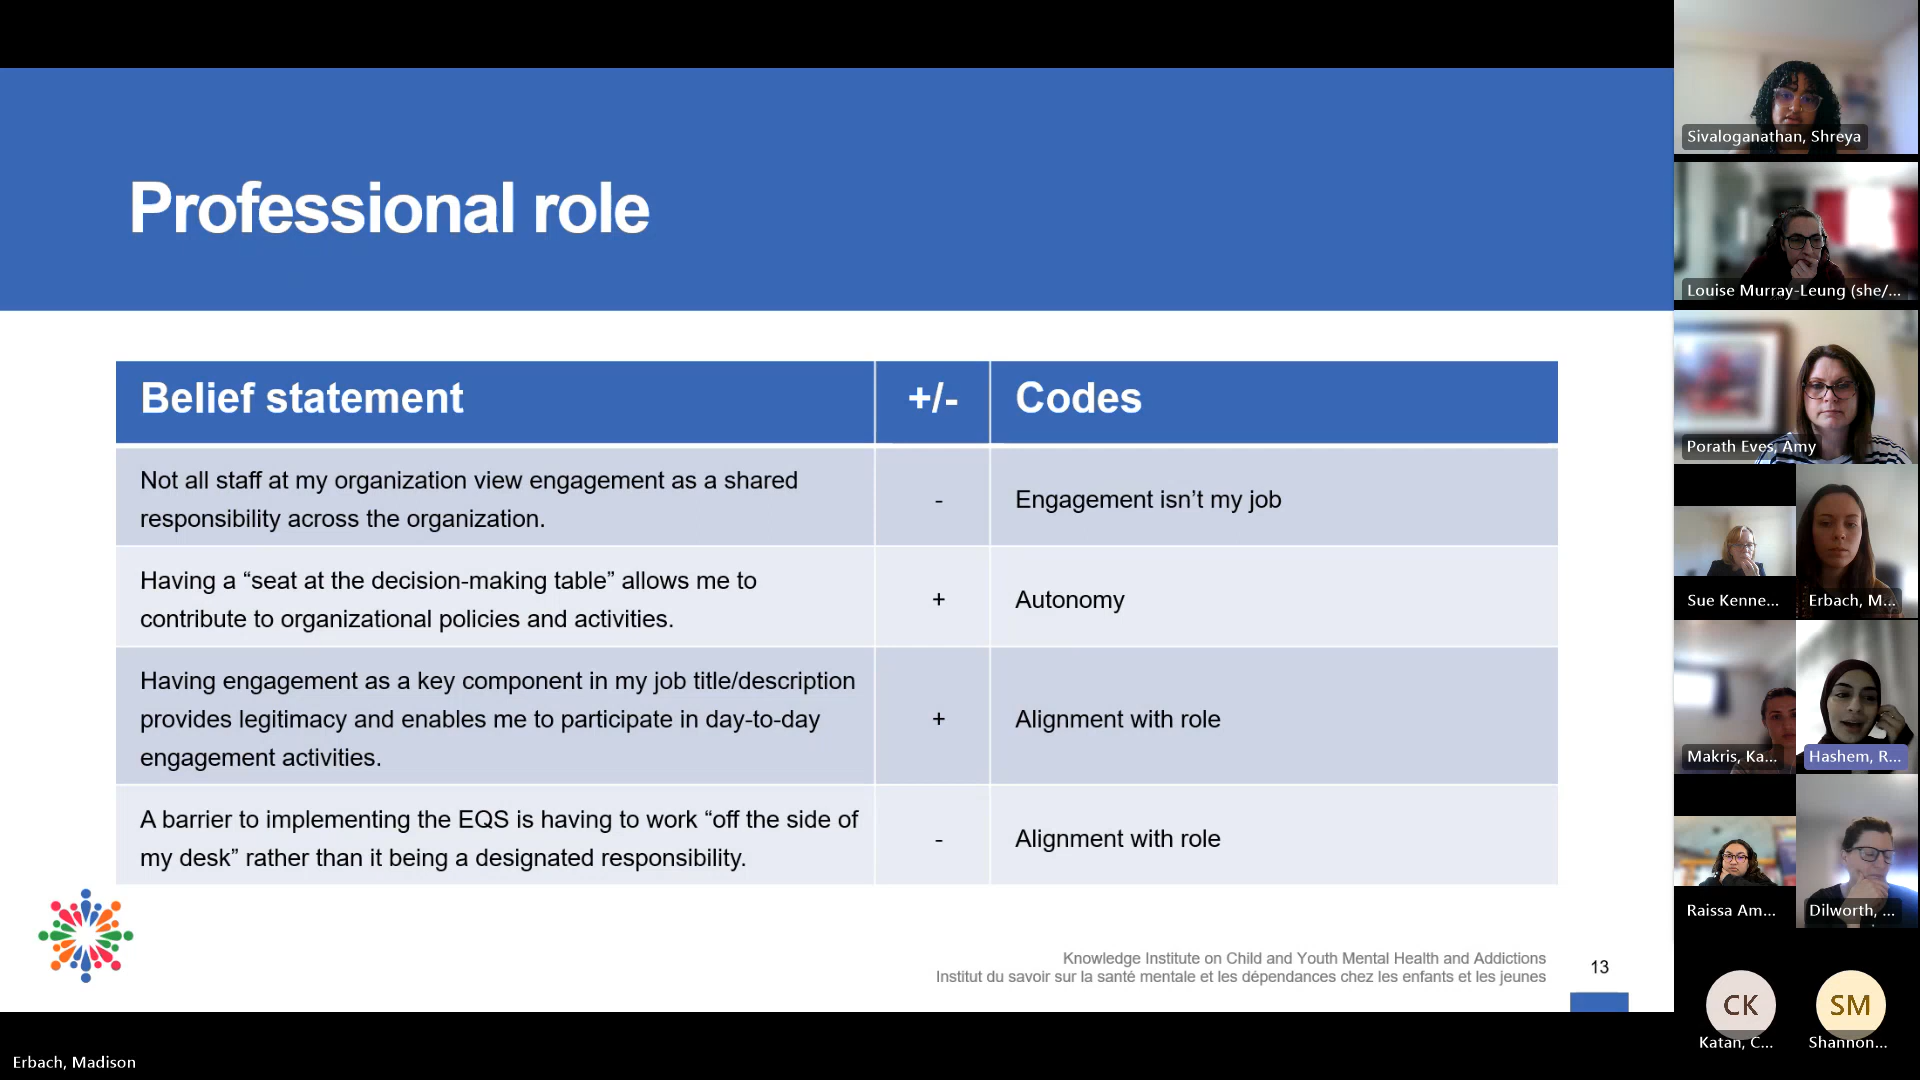 Professional role
Belief statement
+/-
Codes
Not all staff at my organization view engagement as a shared
responsibility across the organization.
-
Engagement isn’t my job
Having a “seat at the decision-making table” allows me to
contribute to organizational policies and activities.
+
Autonomy
Having engagement as a key component in my job title/description
provides legitimacy and enables me to participate in day-to-day
engagement activities.
+
Alignment with role
A barrier to implementing the EQS is having to work “off the side of
my desk” rather than it being a designated responsibility.
-
Alignment with role
Knowledge Institute on Child and Youth Mental Health and Addictions
Institut du savoir sur la santé mentale et les dépendances chez les enfants et les jeunes
13
Erbach, Madison
Sivaloganathan, Shreya
Louise Murray-Leung (she/...
Porath Eves, Amy
Sue Kenne...
Erbach, M...
Makris, Ka...
Hashem, R...
Raissa Am...
Dilworth, ...
CK
Katan, C...
SM
Shannon...